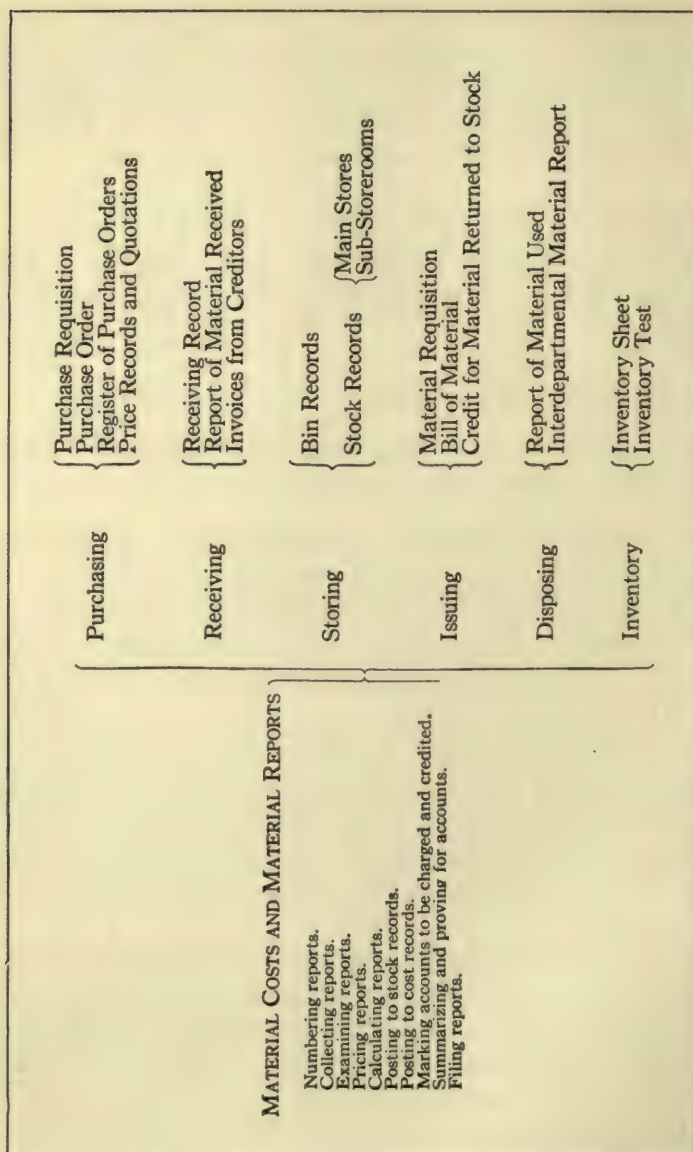 MATERIAL COSTS AND MATERIAL REPORTS
Numbering reports.
Collecting reports.
Examining reports.
Pricing reports.
Calculating reports.
Posting to stock records.
Posting to cost records.
Marking accounts to be charged and credited.
Summarizing and proving for accounts.
Filing reports.
Purchasing
Purchase Requisition
Purchase Order
Register of Purchase Orders
Price Records and Quotations
Receiving
Receiving Record
Report of Material Received
Invoices from Creditors
Storing
Bin Records
Stock Records
Main Stores
Sub-Storerooms
Issuing
Material Requisition
Bill of Material
Credit for Material Returned to Stock
Disposing
Report of Material Used
Interdepartmental Material Report
Inventory
Inventory Sheet
Inventory Test